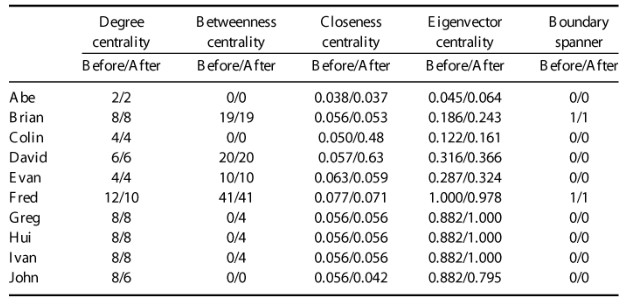 Degree Betweenness Closeness Eigenvector Boundary
centrality centrality centrality centrality spanner
Before/After Before/After Before/After Before/After Before/After
Abe 2/2 0/0 0.038/0.037 0.045/0.064 0/0
Brian 8/8 19/19 0.056/0.053 0.186/0.243 1/1
Colin 4/4 0/0 0.050/0.48 0.122/0.161 0/0
David 6/6 20/20 0.057/0.63 0.316/0.366 0/0
Evan 4/4 10/10 0.063/0.059 0.287/0.324 0/0
Fred 12/10 41/41 0.077/0.071 1.000/0.978 1/1
Greg 8/8 0/4 0.056/0.056 0.882/1.000 0/0
Hui 8/8 0/4 0.056/0.056 0.882/1.000 0/0
Ivan 8/8 0/4 0.056/0.056 0.882/1.000 0/0
John 8/6 0/0 0.056/0.042 0.882/0.795 0/0